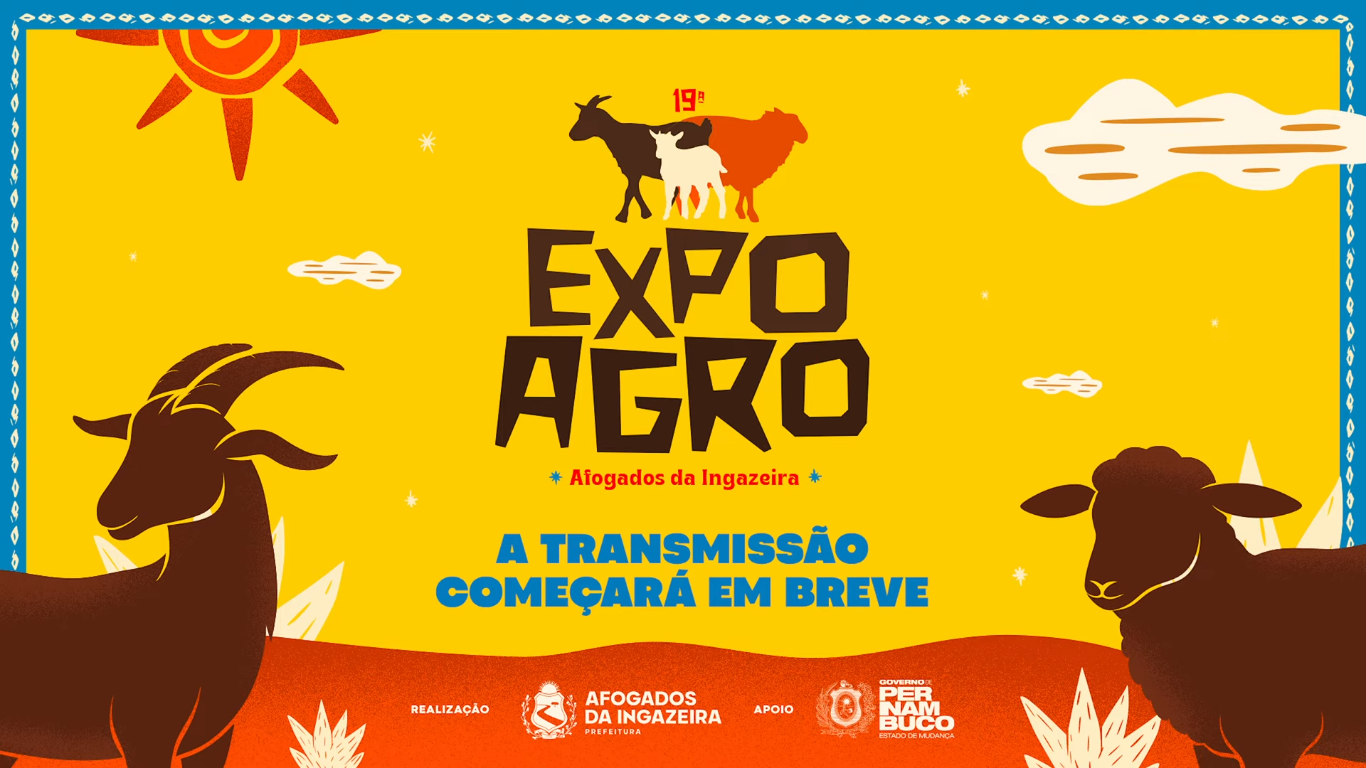 19ª
EXPO
AGRO
Afogados da Ingazeira
A TRANSMISSÃO
COMEÇARÁ EM BREVE
REALIZAÇÃO
AFOGADOS
DA INGAZEIRA
PREFEITURA
APOIO
GOVERNO DE
PER
NAM
BUCO
ESTADO DE MUDANÇA